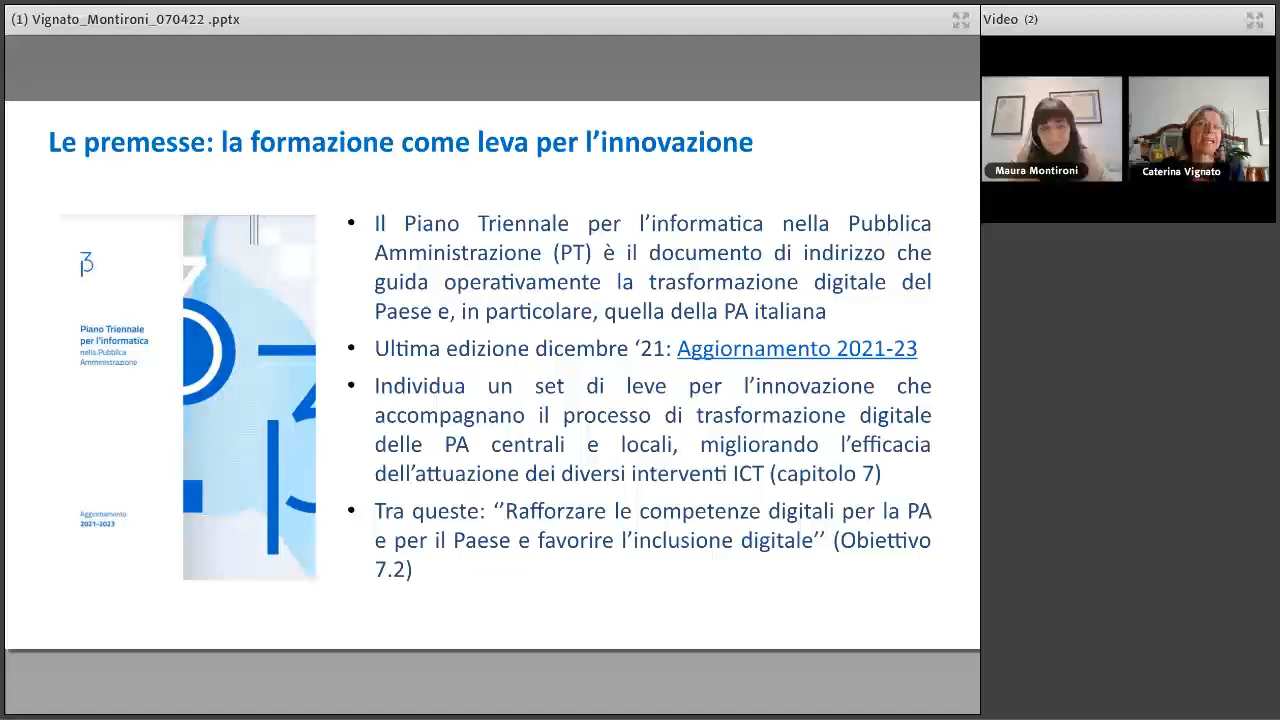 (1) Vignato_Montironi_070422 .pptx
Video (2)
Maura Montironi
Caterina Vignato
Le premesse: la formazione come leva per l’innovazione
Piano Triennale
per l'informatica
nella Pubblica
Amministrazione
Aggiornamento
2021-2023
• Il Piano Triennale per l’informatica nella Pubblica
Amministrazione (PT) è il documento di indirizzo che
guida operativamente la trasformazione digitale del
Paese e, in particolare, quella della PA italiana
• Ultima edizione dicembre ‘21: Aggiornamento 2021-23
• Individua un set di leve per l’innovazione che
accompagnano il processo di trasformazione digitale
delle PA centrali e locali, migliorando l’efficacia
dell’attuazione dei diversi interventi ICT (capitolo 7)
• Tra queste: ‘’Rafforzare le competenze digitali per la PA
e per il Paese e favorire l’inclusione digitale’’ (Obiettivo
7.2)